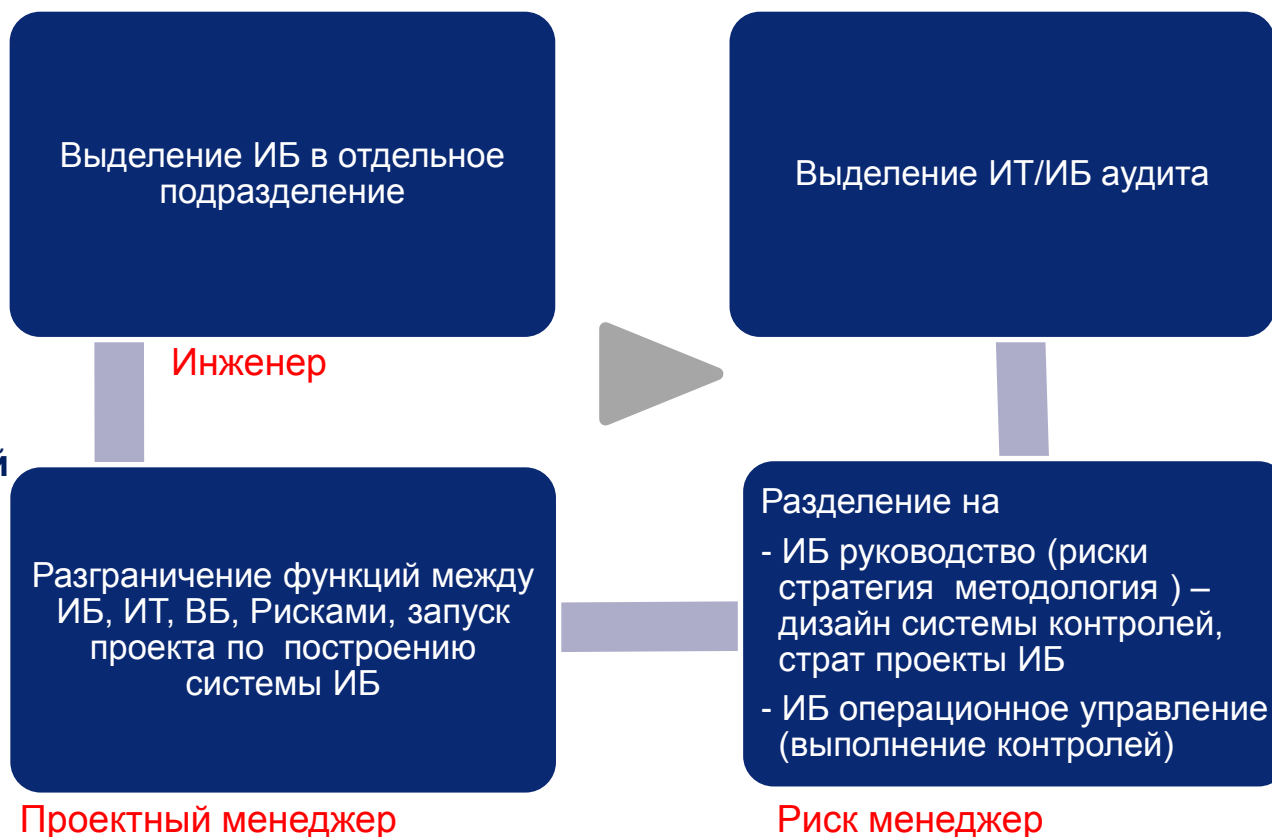 Выделение ИБ в отдельное
подразделение
Инженер
й
Разграничение функций между
ИБ, ИТ, ВБ, Рисками, запуск
проекта по построению
системы ИБ
Проектный менеджер
Выделение ИТ/ИБ аудита
Разделение на
- ИБ руководство (риски
стратегия методология ) –
дизайн системы контролей,
страт проекты ИБ
- ИБ операционное управление
(выполнение контролей)
Риск менеджер